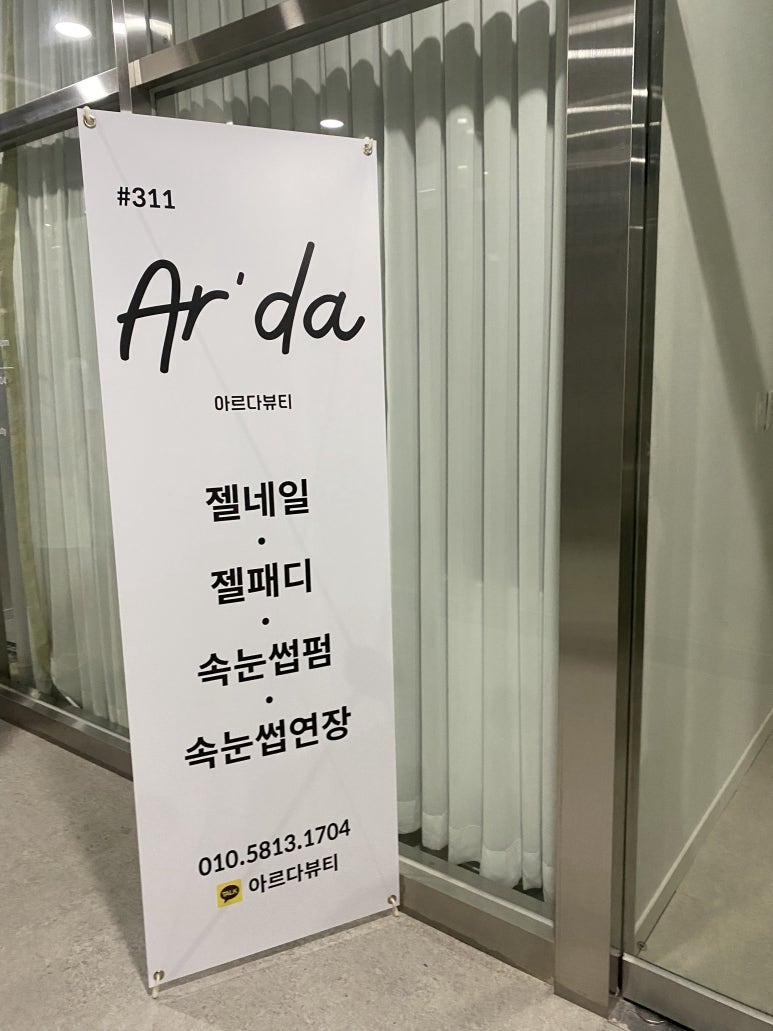 #311
Ar'da
아르다뷰티
젤네일
•
젤패디
•
속눈썹펌
•
속눈썹연장
010.5813.1704
TALK 아르다뷰티